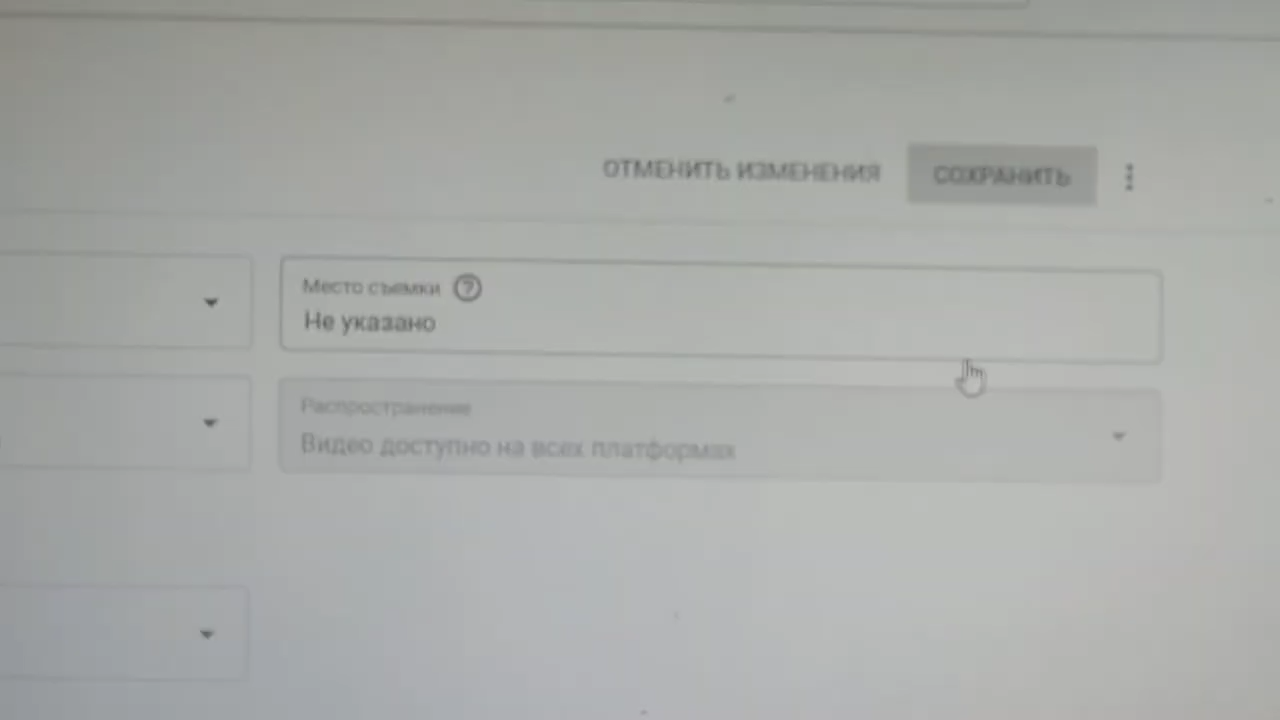 ОТМЕНИТЬ ИЗМЕНЕНИЯ СОХРАНИТЬ
Место съемки ?
Не указано
Распространение
Видео доступно на всех платформах